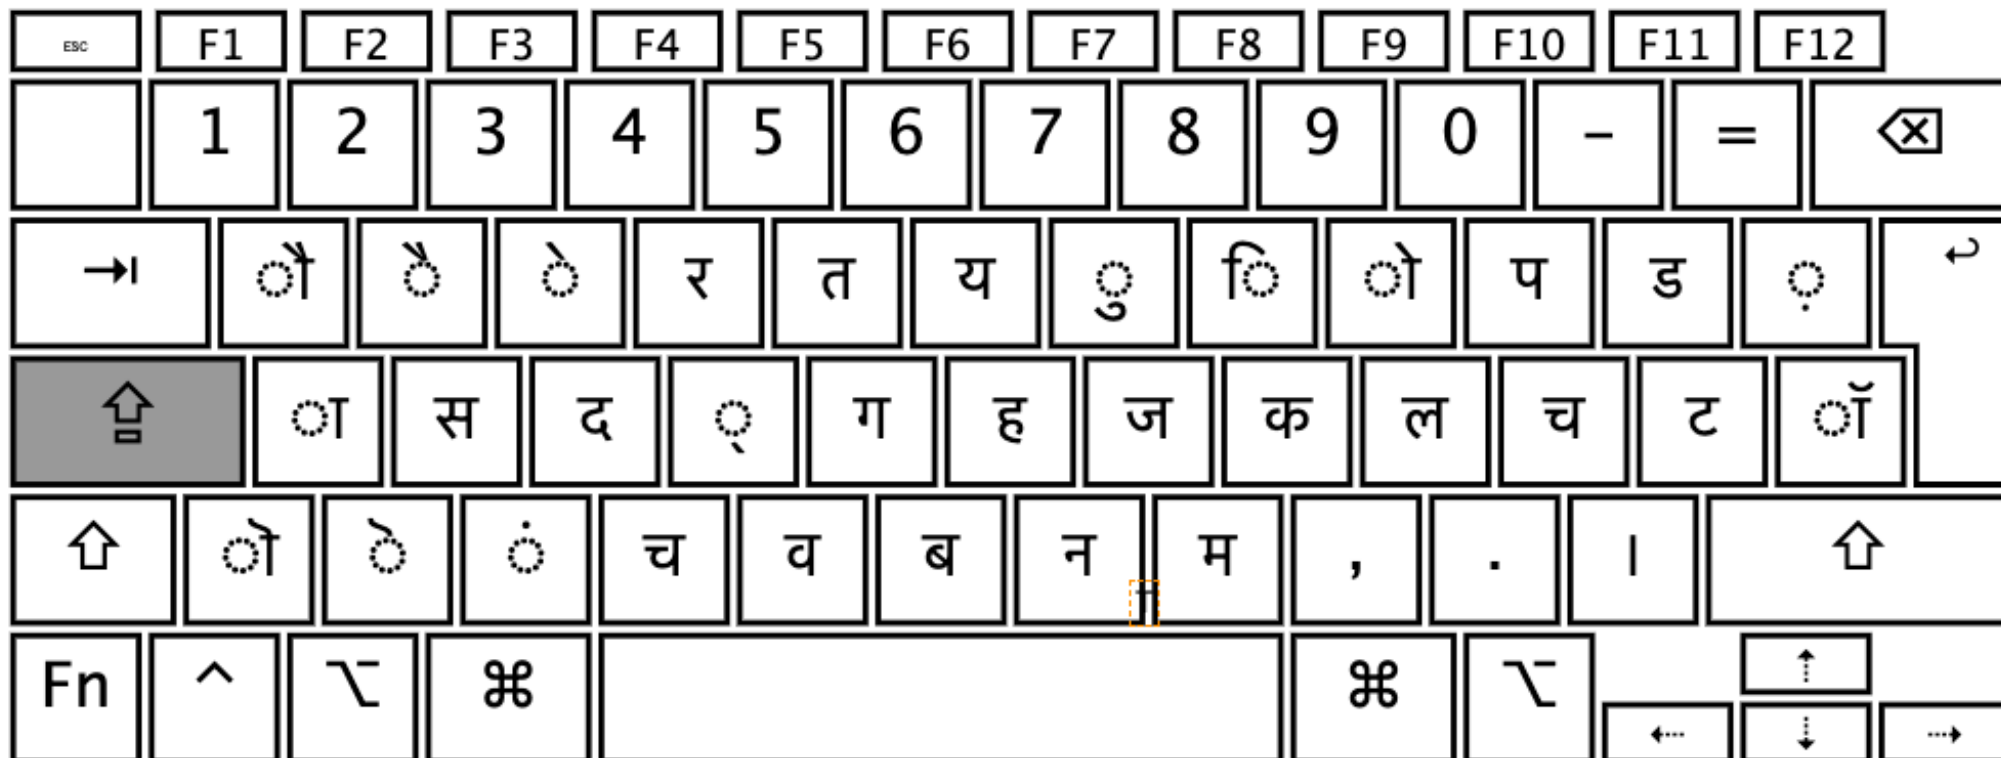 ESC F1 F2 F3 F4 F5 F6 F7 F8 F9 F10 F11 F12
1 2 3 4 5 6 7 8 9 0 - =
ौ ै े र त य ु ि ो प ड ़
ा स द ् ग ह ज क ल च ट ॉ
ॊ ॆ ं च व ब न म , . ।
Fn ^ ⌥ ⌘ ⌘ ⌥